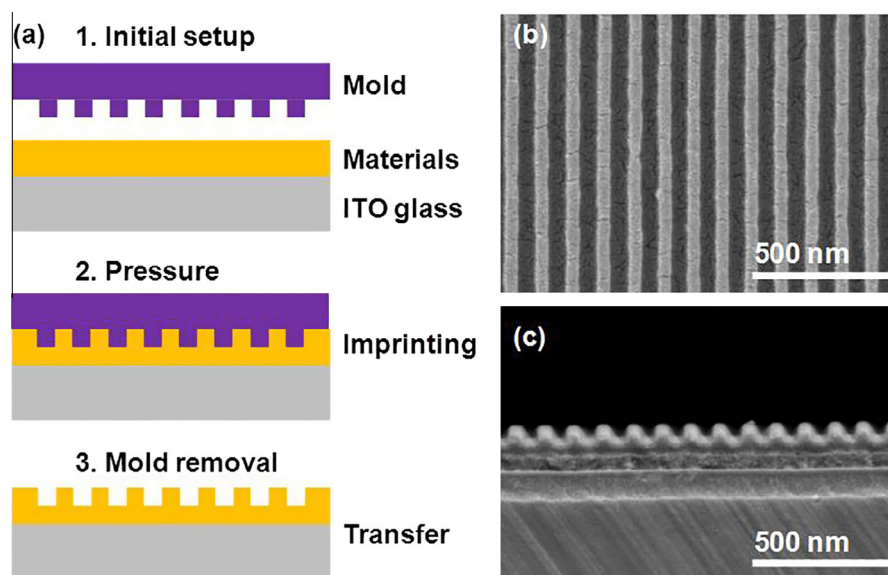 (a)
1. Initial setup
Mold
Materials
ITO glass
2. Pressure
Imprinting
3. Mold removal
Transfer
(b)
500 nm
(c)
500 nm